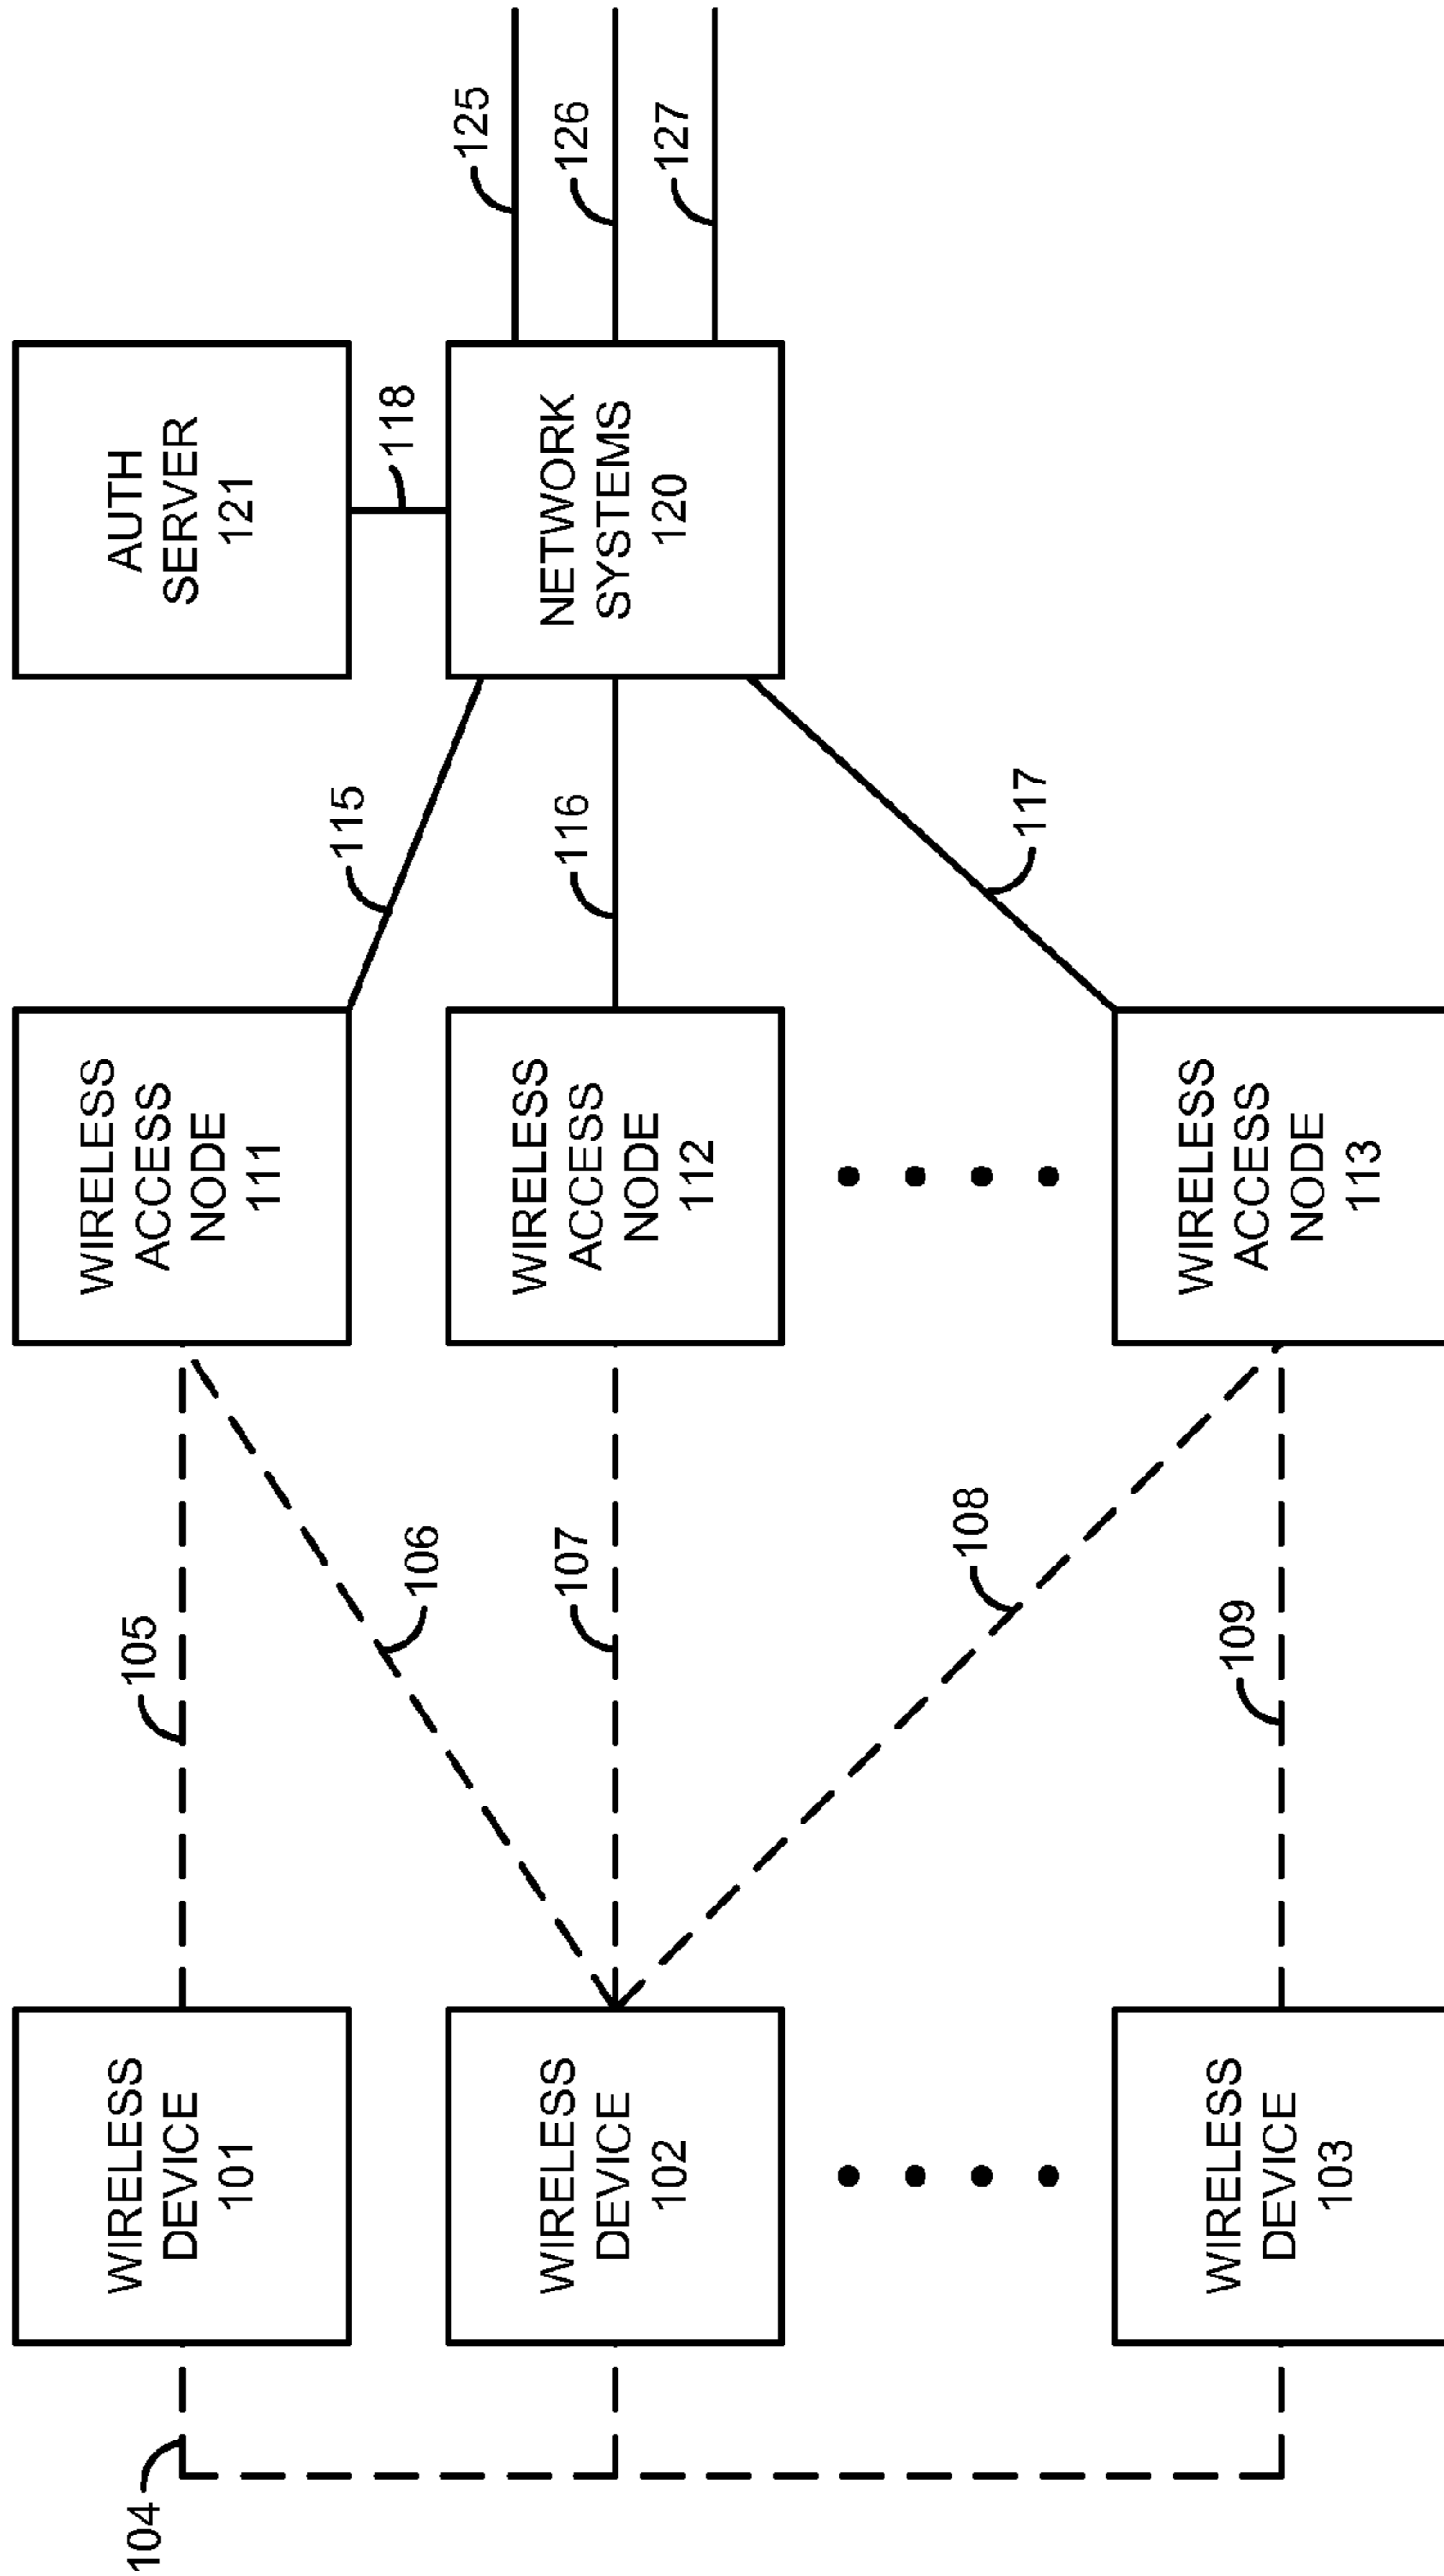 104
WIRELESS
DEVICE
101
105
WIRELESS
ACCESS
NODE
111
115
AUTH
SERVER
121
118
106
WIRELESS
DEVICE
102
107
WIRELESS
ACCESS
NODE
112
116
NETWORK
SYSTEMS
120
125
126
127
108
117
WIRELESS
DEVICE
103
109
WIRELESS
ACCESS
NODE
113